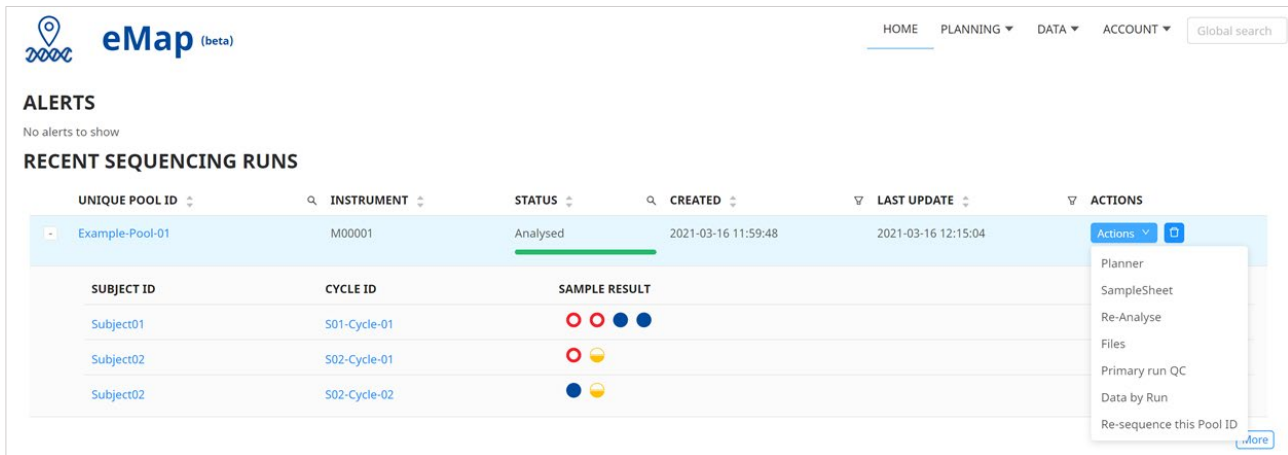 eMap (beta)
HOME PLANNING DATA ACCOUNT Global search
ALERTS
No alerts to show
RECENT SEQUENCING RUNS
UNIQUE POOL ID INSTRUMENT STATUS CREATED LAST UPDATE ACTIONS
- Example-Pool-01 M00001 Analysed 2021-03-16 11:59:48 2021-03-16 12:15:04 Actions
Planner
SUBJECT ID CYCLE ID SAMPLE RESULT
SampleSheet
Subject01 S01-Cycle-01
Re-Analyse
Files
Subject02 S02-Cycle-01
Primary run QC
Subject02 S02-Cycle-02
Data by Run
Re-sequence this Pool ID
More